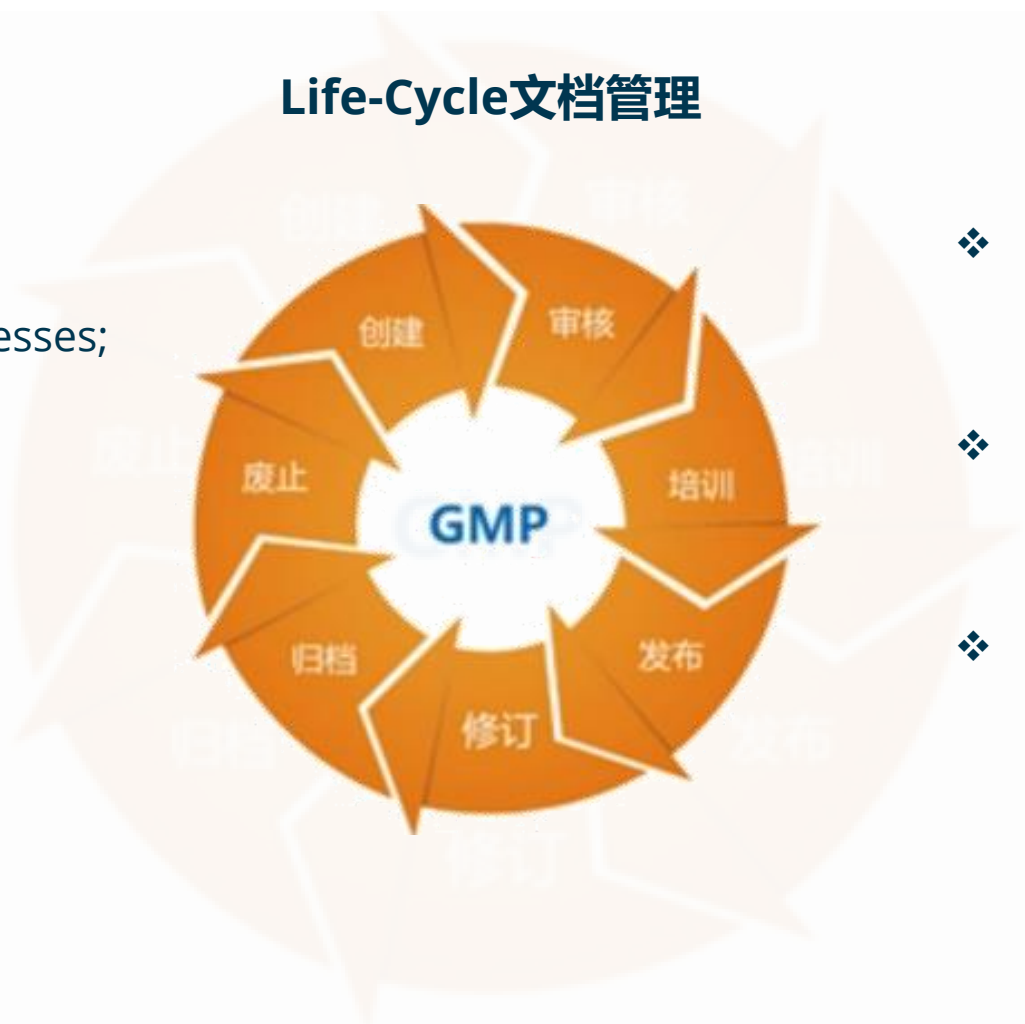 Life-Cycle文档管理
esses;
创建
审核
培训
发布
修订
归档
废止
GMP